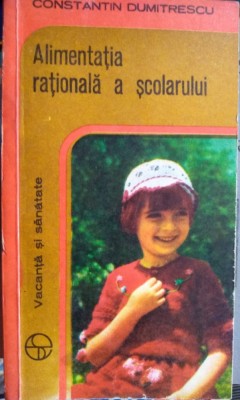 CONSTANTIN DUMITRESCU
Alimentația
rațională a școlarului
Vacanță și sănătate